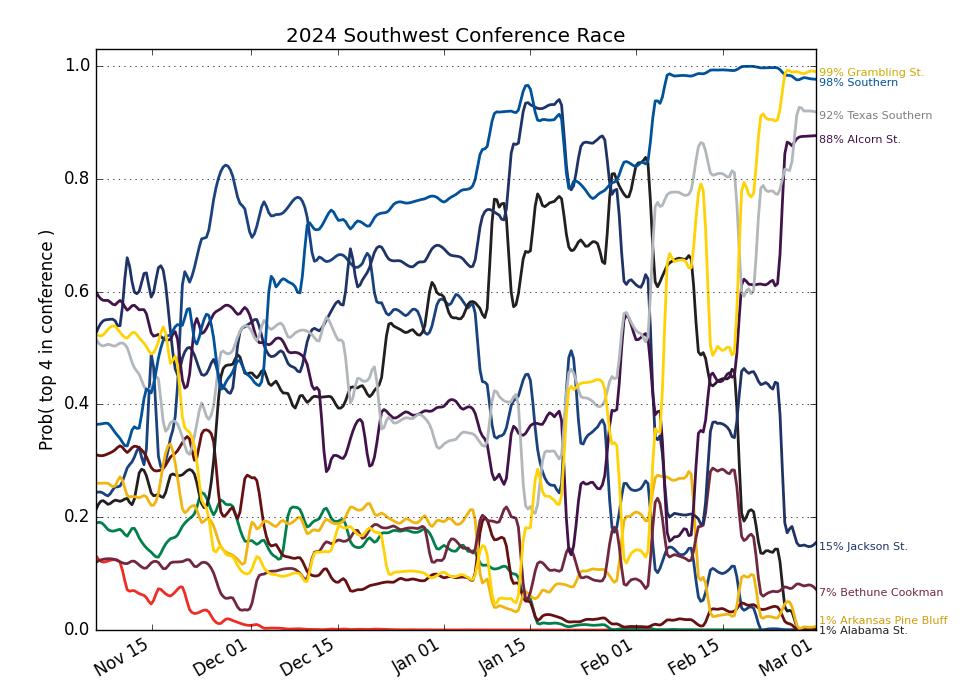 2024 Southwest Conference Race
Prob( top 4 in conference )
1.0
0.8
0.6
0.4
0.2
0.0
Nov 15
Dec 01
Dec 15
Jan 01
Jan 15
Feb 01
Feb 15
Mar 01
99% Grambling St.
98% Southern
92% Texas Southern
88% Alcorn St.
15% Jackson St.
7% Bethune Cookman
1% Arkansas Pine Bluff
1% Alabama St.